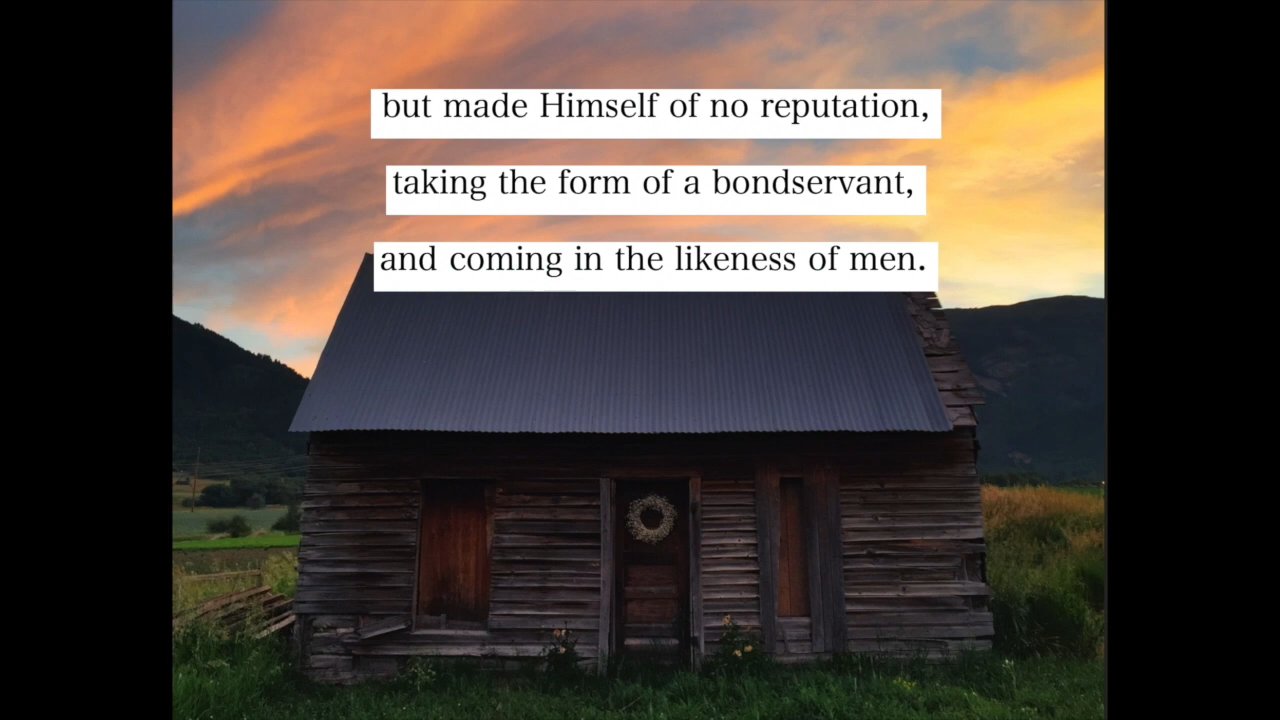 but made Himself of no reputation,
taking the form of a bondservant,
and coming in the likeness of men.